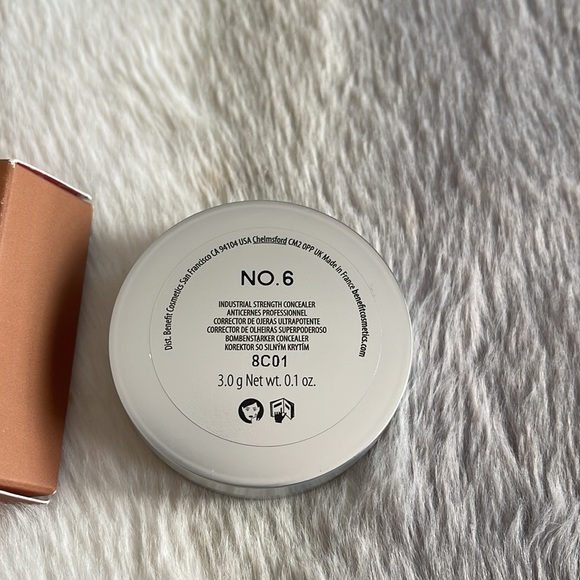 Dist. Benefit Cosmetics San Francisco CA 94104 USA Chelmsford CM2 0PP UK Made in France benefitcosmetics.com
NO. 6
INDUSTRIAL STRENGTH CONCEALER
ANTICERNES PROFESSIONNEL
CORRECTOR DE OJERAS ULTRAPOTENTE
CORRECTOR DE OLHEIRAS SUPERPODEROSO
BOMBENSTARKER CONCEALER
KOREKTOR SO SILNÝM KRYTÍM
8C01
3.0 g Net wt. 0.1 oz.